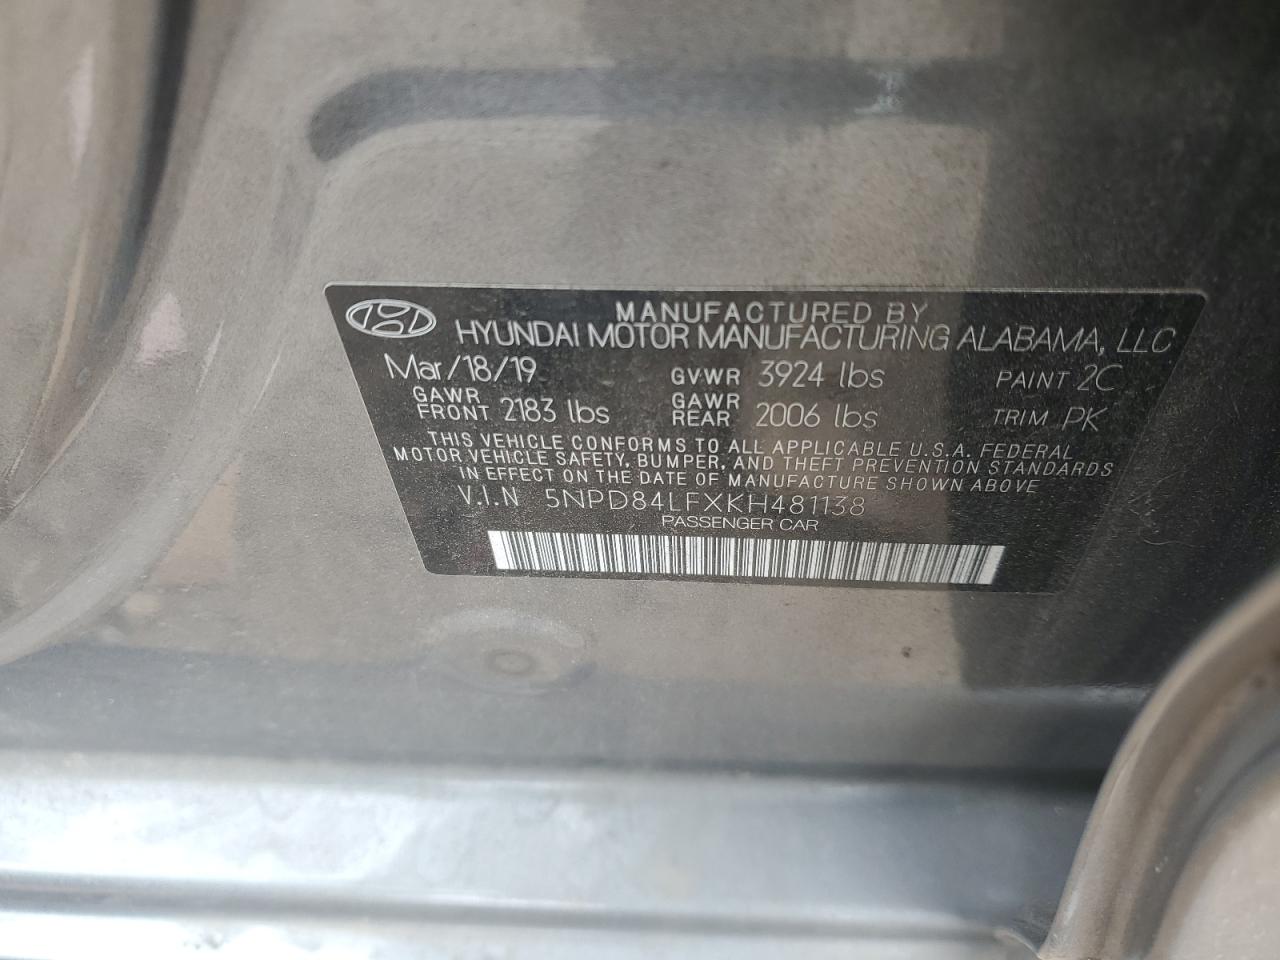 MANUFACTURED BY
HYUNDAI MOTOR MANUFACTURING ALABAMA, LLC
Mar/18/19 GVWR 3924 lbs PAINT 2C
GAWR FRONT 2183 lbs GAWR REAR 2006 lbs TRIM PK
THIS VEHICLE CONFORMS TO ALL APPLICABLE U.S.A. FEDERAL
MOTOR VEHICLE SAFETY, BUMPER, AND THEFT PREVENTION STANDARDS
IN EFFECT ON THE DATE OF MANUFACTURE SHOWN ABOVE
V.I.N 5NPD84LFXKH481138
PASSENGER CAR